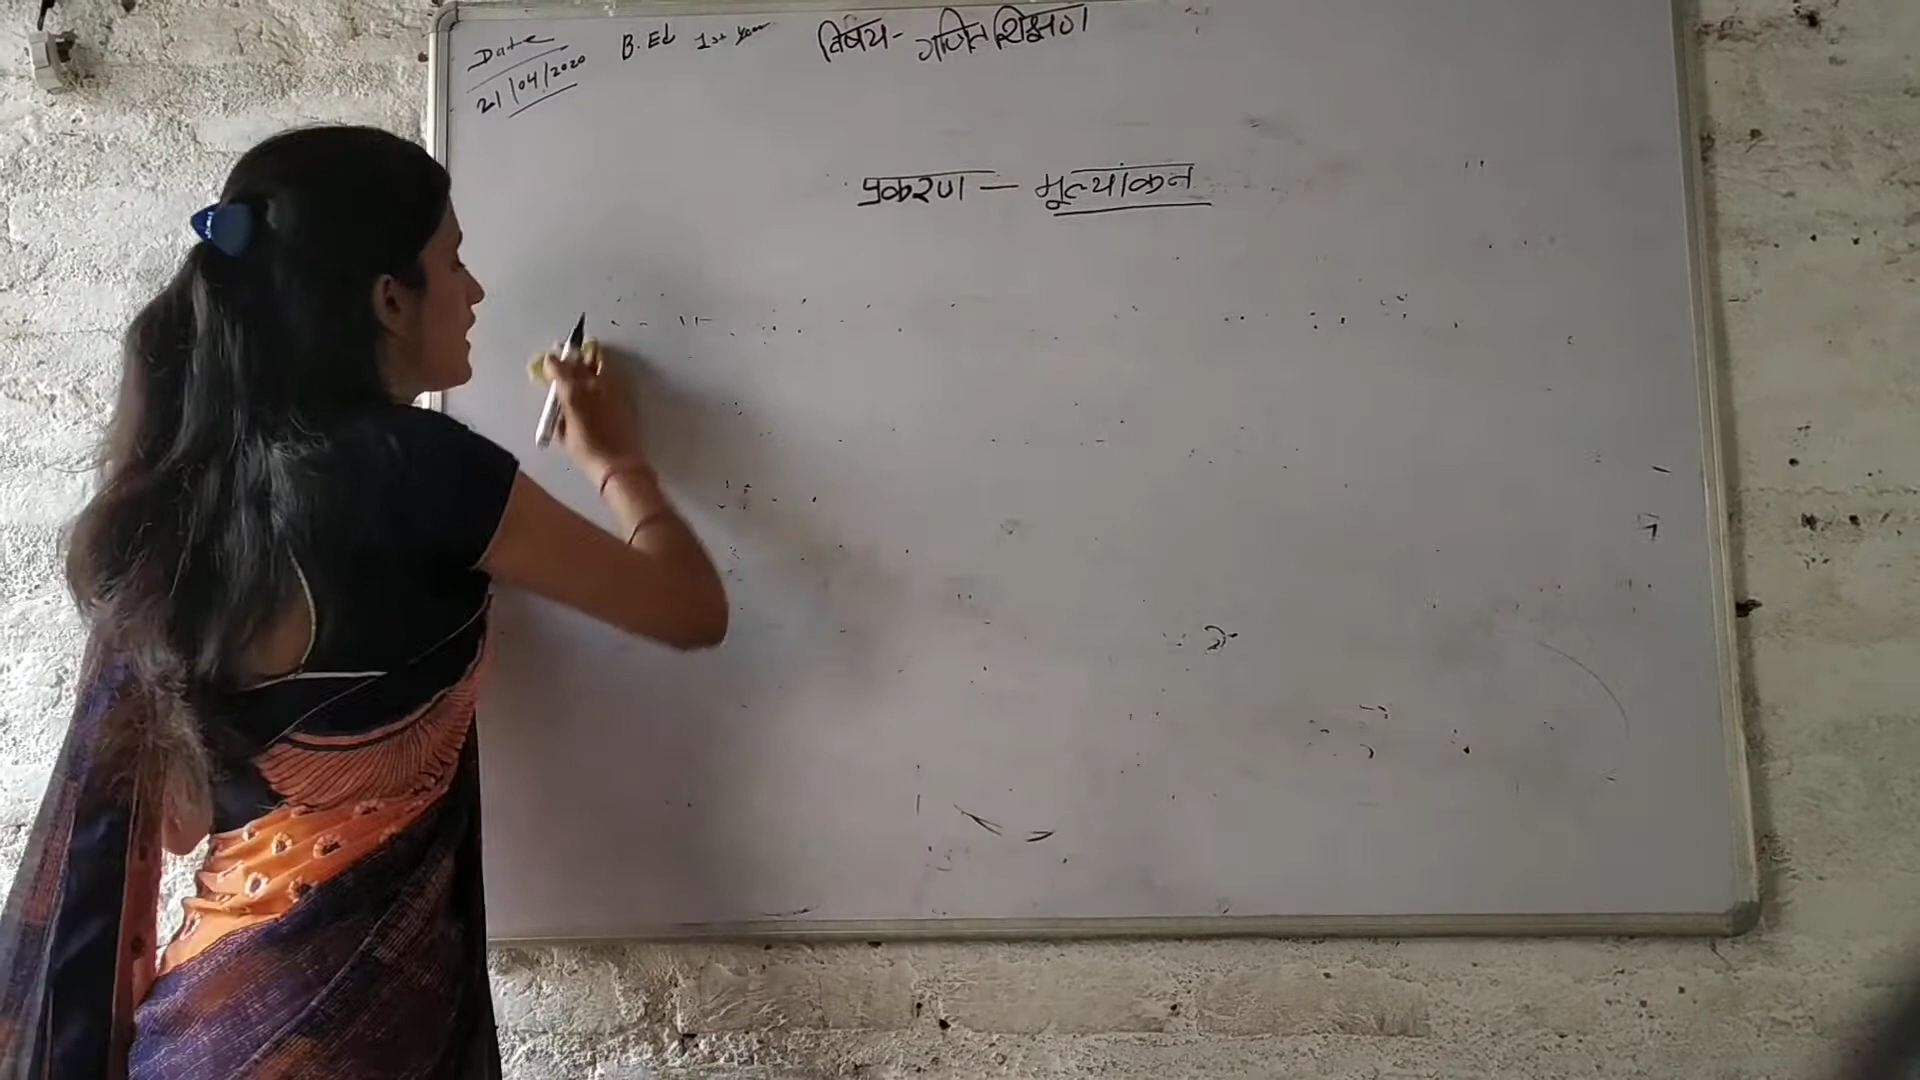 Date B.Ed 1st year विषय- गणित शिक्षण
21/04/2020
प्रकरण — मूल्यांकन